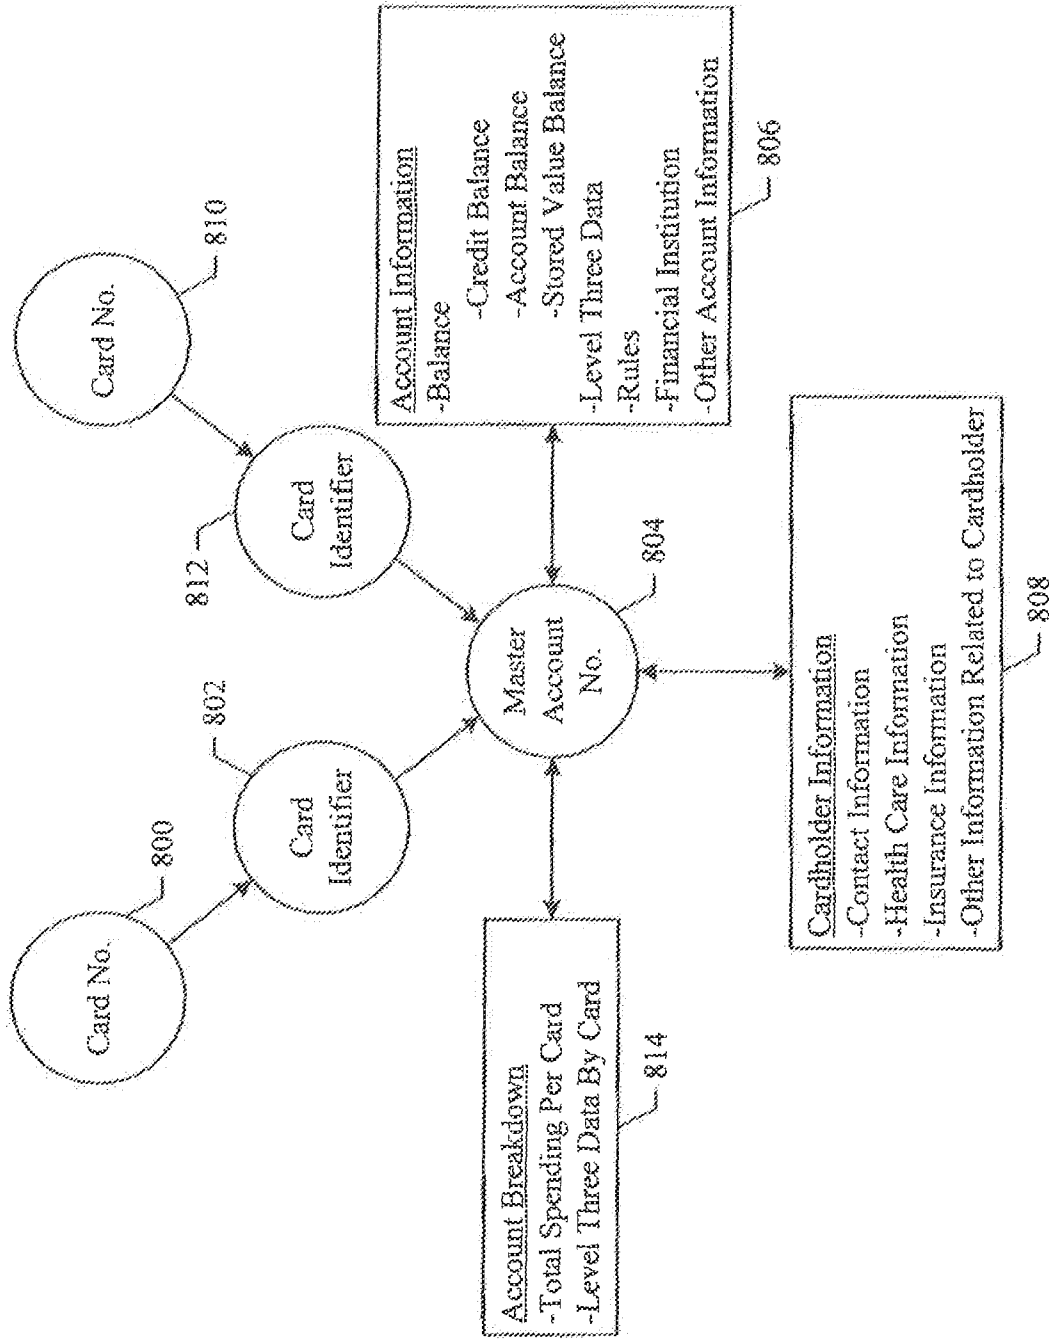 Card No.
800
Card
Identifier
802
Card No.
810
Card
Identifier
812
Master
Account
No.
804
Account Breakdown
-Total Spending Per Card
-Level Three Data By Card
814
Account Information
-Balance
-Credit Balance
-Account Balance
-Stored Value Balance
-Level Three Data
-Rules
-Financial Institution
-Other Account Information
806
Cardholder Information
-Contact Information
-Health Care Information
-Insurance Information
-Other Information Related to Cardholder
808